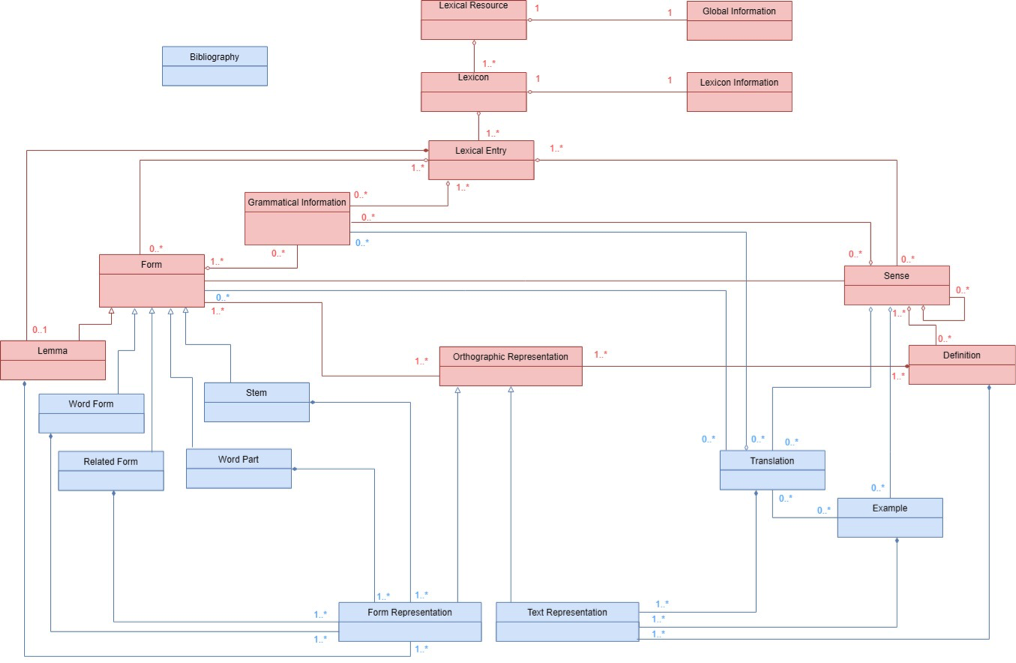 Lexical Resource
1
1
Global Information
Bibliography
1..*
Lexicon
1
1
Lexicon Information
1..*
Lexical Entry
1..*
1..*
1..*
Grammatical Information
0..*
0..*
0..*
0..*
0..*
1..*
0..*
0..*
Form
Sense
0..*
0..*
1..*
1..*
0..1
0..*
Lemma
Orthographic Representation
1..*
1..*
Definition
1..*
Stem
Word Form
0..*
0..*
0..*
Related Form
Word Part
Translation
0..*
0..*
0..*
Example
1..*
1..*
1..*
Form Representation
Text Representation
1..*
1..*
1..*
1..*
1..*